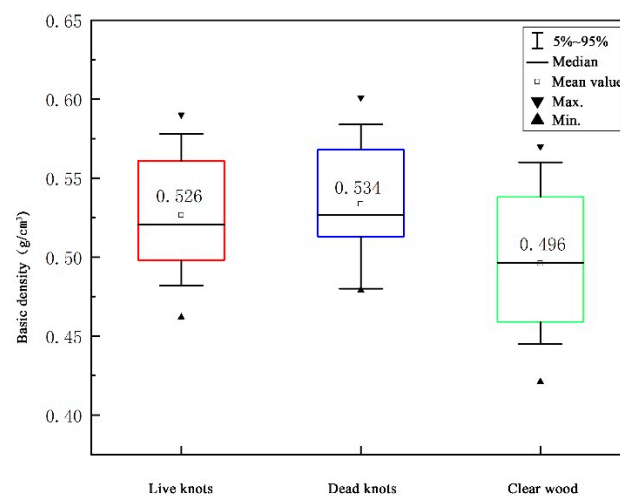 0.65
0.60
0.55
0.50
0.45
0.40
Basic density (g/cm³)
5%~95%
Median
Mean value
Max.
Min.
0.526
0.534
0.496
Live knots
Dead knots
Clear wood